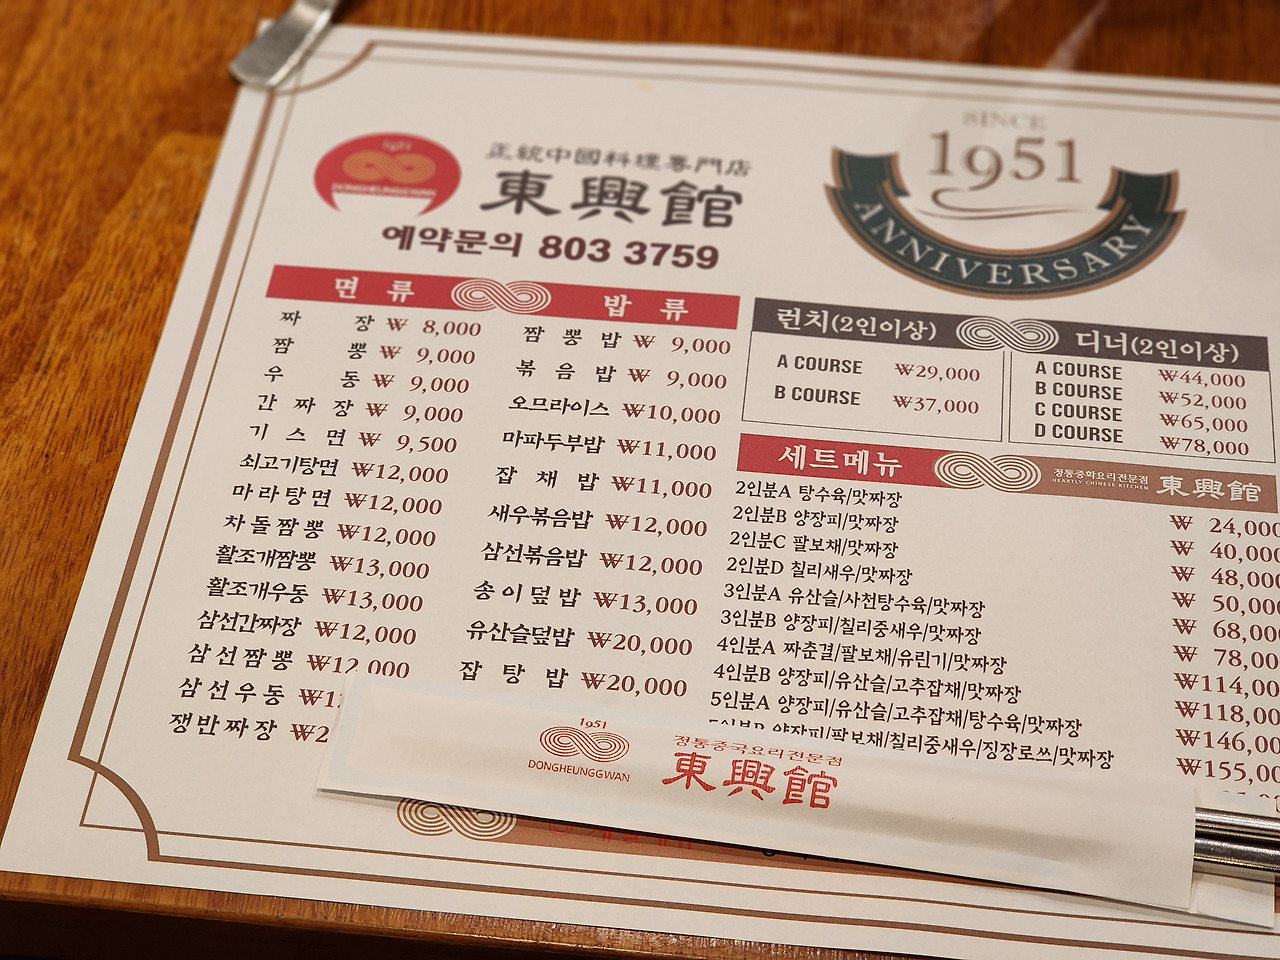 1951
DONGHEUNGGWAN
正統中國料理專門店
東興館
예약문의 803 3759
SINCE
1951
ANNIVERSARY
면 류
짜 장 ₩ 8,000
짬 뽕 ₩ 9,000
우 동 ₩ 9,000
간 짜 장 ₩ 9,000
기 스 면 ₩ 9,500
쇠고기탕면 ₩12,000
마라탕면 ₩12,000
차돌짬뽕 ₩12,000
활조개짬뽕 ₩13,000
활조개우동 ₩13,000
삼선간짜장 ₩12,000
삼선짬뽕 ₩12,000
삼선우동
쟁반짜장
밥 류
짬 뽕 밥 ₩ 9,000
볶 음 밥 ₩ 9,000
오므라이스 ₩10,000
마파두부밥 ₩11,000
잡 채 밥 ₩11,000
새우볶음밥 ₩12,000
삼선볶음밥 ₩12,000
송이덮밥 ₩13,000
유산슬덮밥 ₩20,000
잡 탕 밥 ₩20,000
런치(2인이상)
A COURSE ₩29,000
B COURSE ₩37,000
디너(2인이상)
A COURSE ₩44,000
B COURSE ₩52,000
C COURSE ₩65,000
D COURSE ₩78,000
세트메뉴
정통중화요리전문점
HEARTLY CHINESE KITCHEN
東興館
2인분A 탕수육/맛짜장 ₩ 24,000
2인분B 양장피/맛짜장 ₩ 40,000
2인분C 팔보채/맛짜장 ₩ 48,000
2인분D 칠리새우/맛짜장 ₩ 50,000
3인분A 유산슬/사천탕수육/맛짜장 ₩ 68,000
3인분B 양장피/칠리중새우/맛짜장 ₩ 78,00
4인분A 짜춘결/팔보채/유린기/맛짜장 ₩114,00
4인분B 양장피/유산슬/고추잡채/맛짜장 ₩118,00
5인분A 양장피/유산슬/고추잡채/탕수육/맛짜장 ₩146,00
5인분B 양장피/팔보채/칠리중새우/징장로쓰/맛짜장 ₩155,00
1951
DONGHEUNGGWAN
정통중국요리전문점
東興館